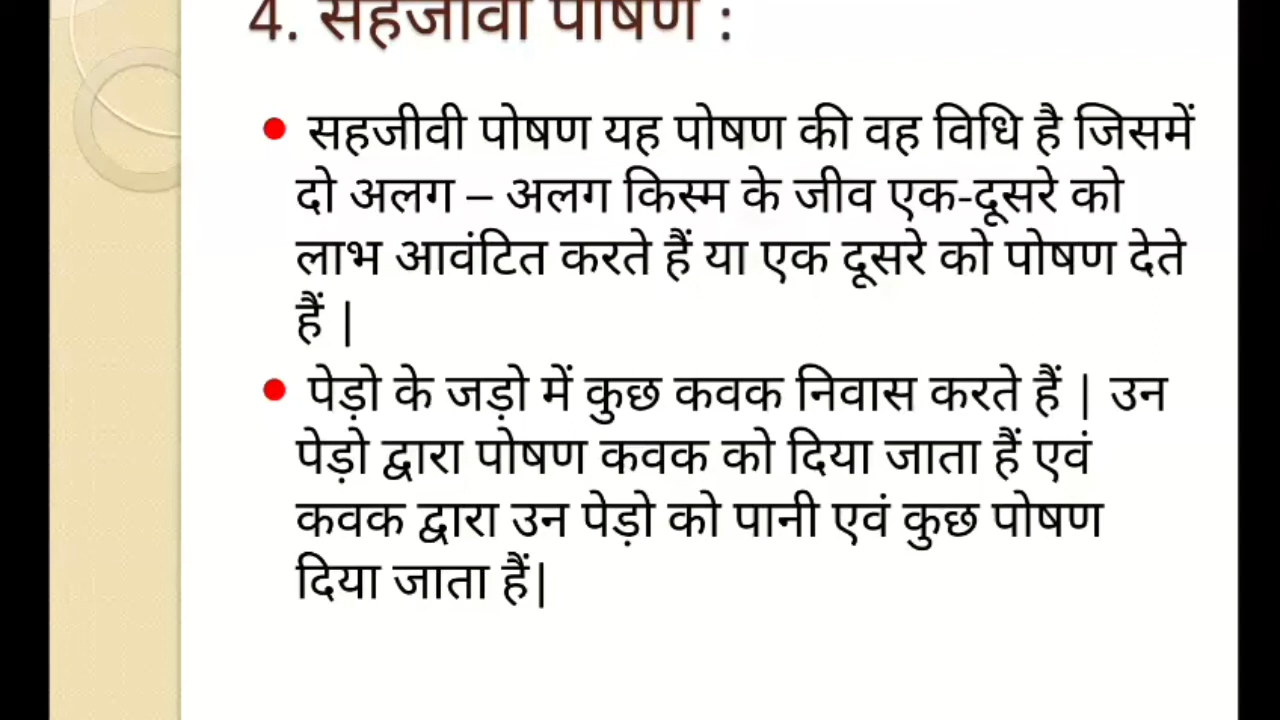 4. सहजीवी पोषण :
सहजीवी पोषण यह पोषण की वह विधि है जिसमें
दो अलग – अलग किस्म के जीव एक-दूसरे को
लाभ आवंटित करते हैं या एक दूसरे को पोषण देते
हैं |
पेड़ो के जड़ो में कुछ कवक निवास करते हैं | उन
पेड़ो द्वारा पोषण कवक को दिया जाता हैं एवं
कवक द्वारा उन पेड़ो को पानी एवं कुछ पोषण
दिया जाता हैं|